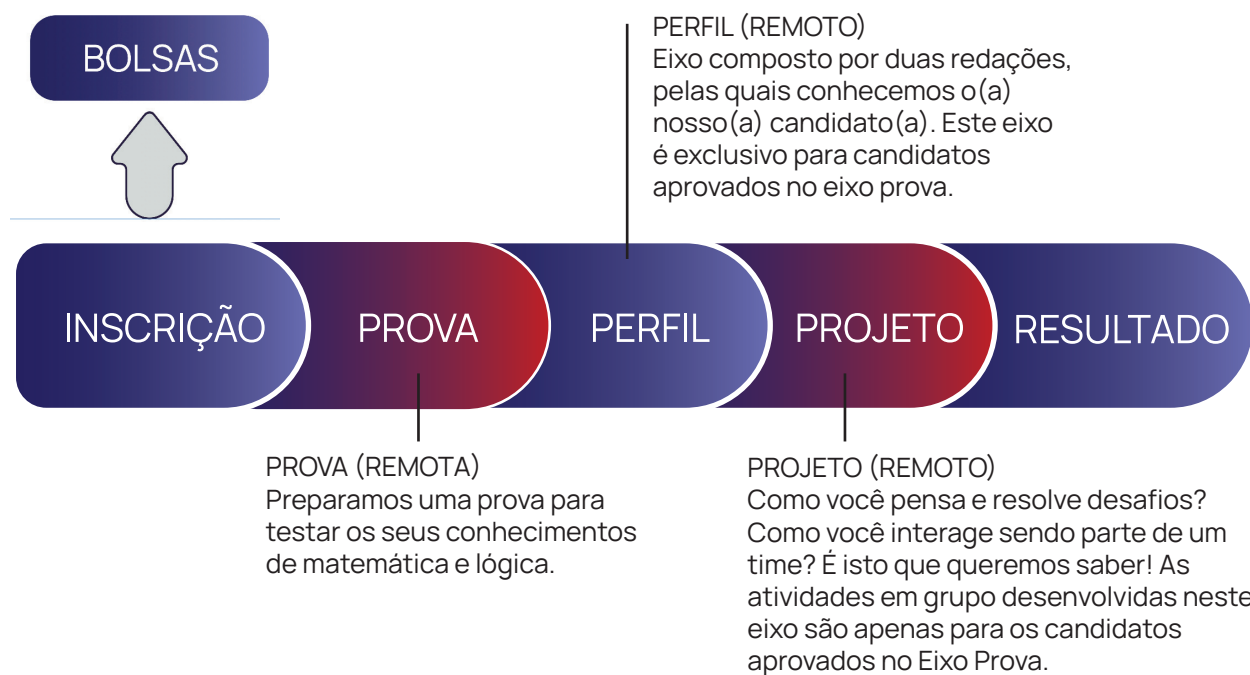 BOLSAS
PERFIL (REMOTO)
Eixo composto por duas redações,
pelas quais conhecemos o(a)
nosso(a) candidato(a). Este eixo
é exclusivo para candidatos
aprovados no eixo prova.
INSCRIÇÃO
PROVA
PERFIL
PROJETO
RESULTADO
PROVA (REMOTA)
Preparamos uma prova para
testar os seus conhecimentos
de matemática e lógica.
PROJETO (REMOTO)
Como você pensa e resolve desafios?
Como você interage sendo parte de um
time? É isto que queremos saber! As
atividades em grupo desenvolvidas neste
eixo são apenas para os candidatos
aprovados no Eixo Prova.